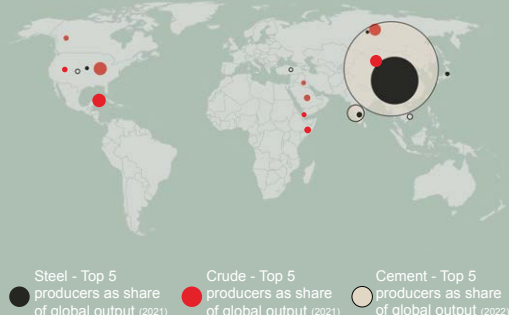 Steel - Top 5
producers as share
of global output (2021)
Crude - Top 5
producers as share
of global output (2021)
Cement - Top 5
producers as share
of global output (2022)